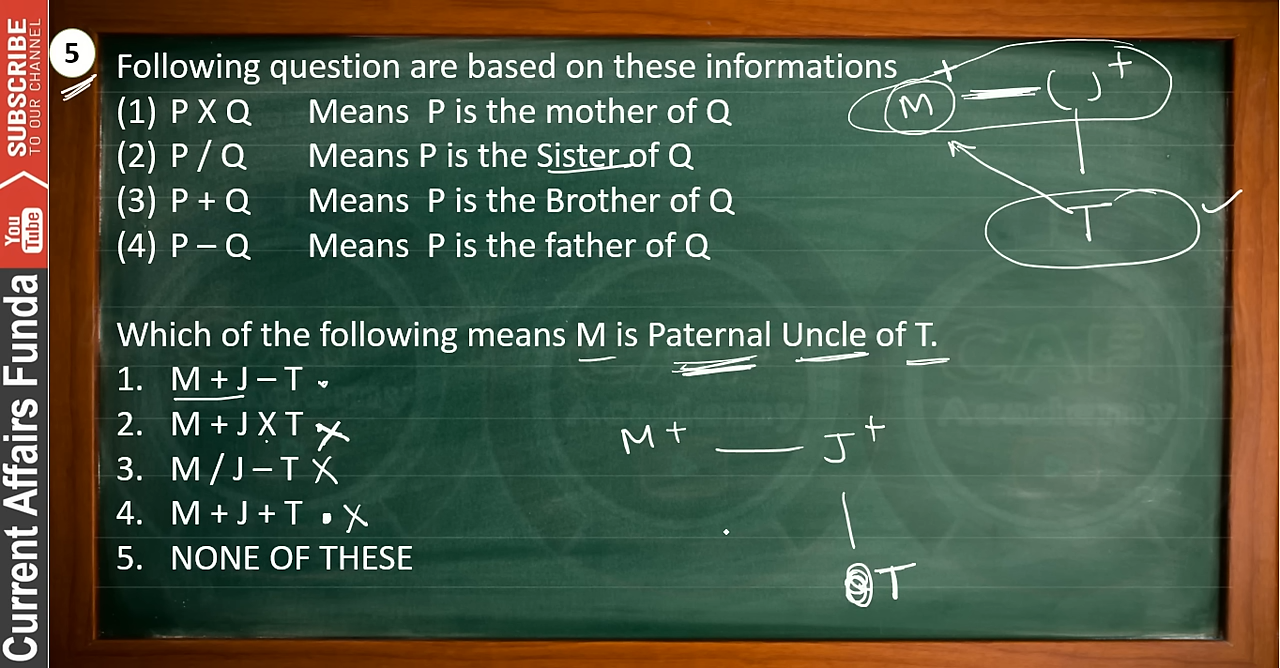 5
Following question are based on these informations
(1) P X Q Means P is the mother of Q
(2) P / Q Means P is the Sister of Q
(3) P + Q Means P is the Brother of Q
(4) P – Q Means P is the father of Q
M + J +
T
Which of the following means M is Paternal Uncle of T.
1. M + J – T
2. M + J X T X
3. M / J – T X
4. M + J + T X
5. NONE OF THESE
M + J +
T
SUBSCRIBE
TO OUR CHANNEL
You Tube
Current Affairs Funda